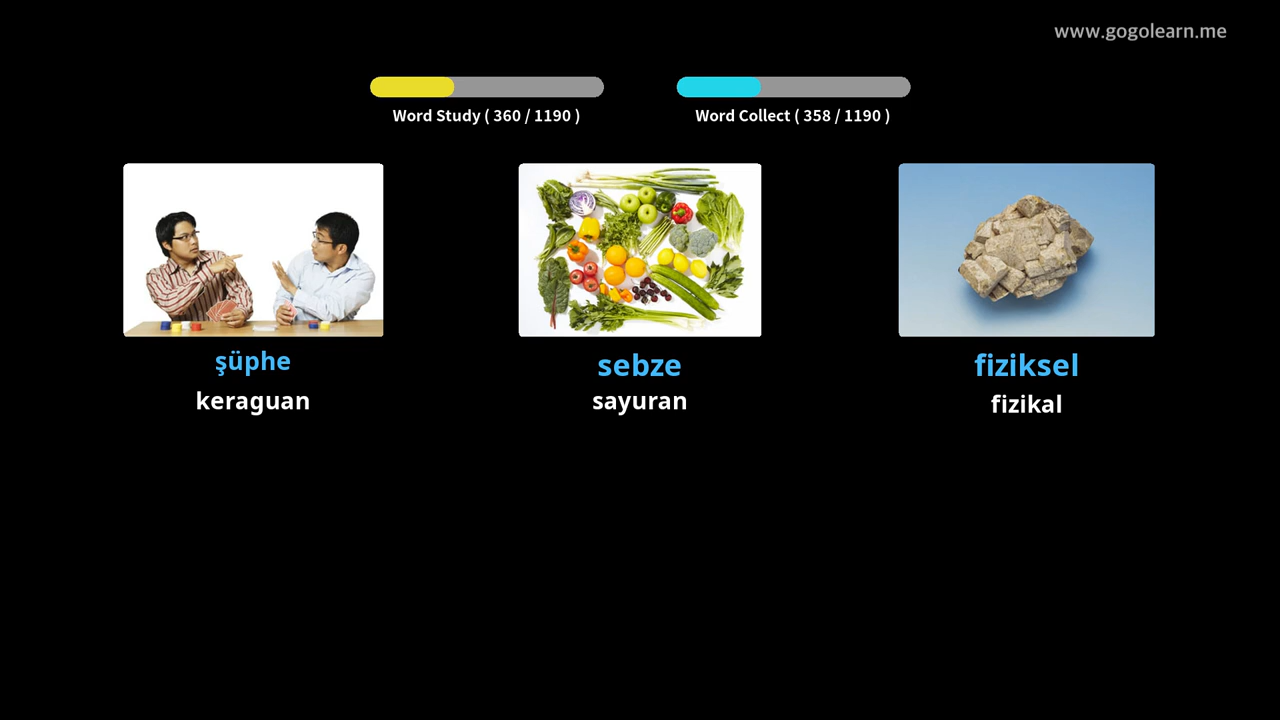 www.gogolearn.me
Word Study ( 360 / 1190 )
Word Collect ( 358 / 1190 )
şüphe
keraguan
sebze
sayuran
fiziksel
fizikal